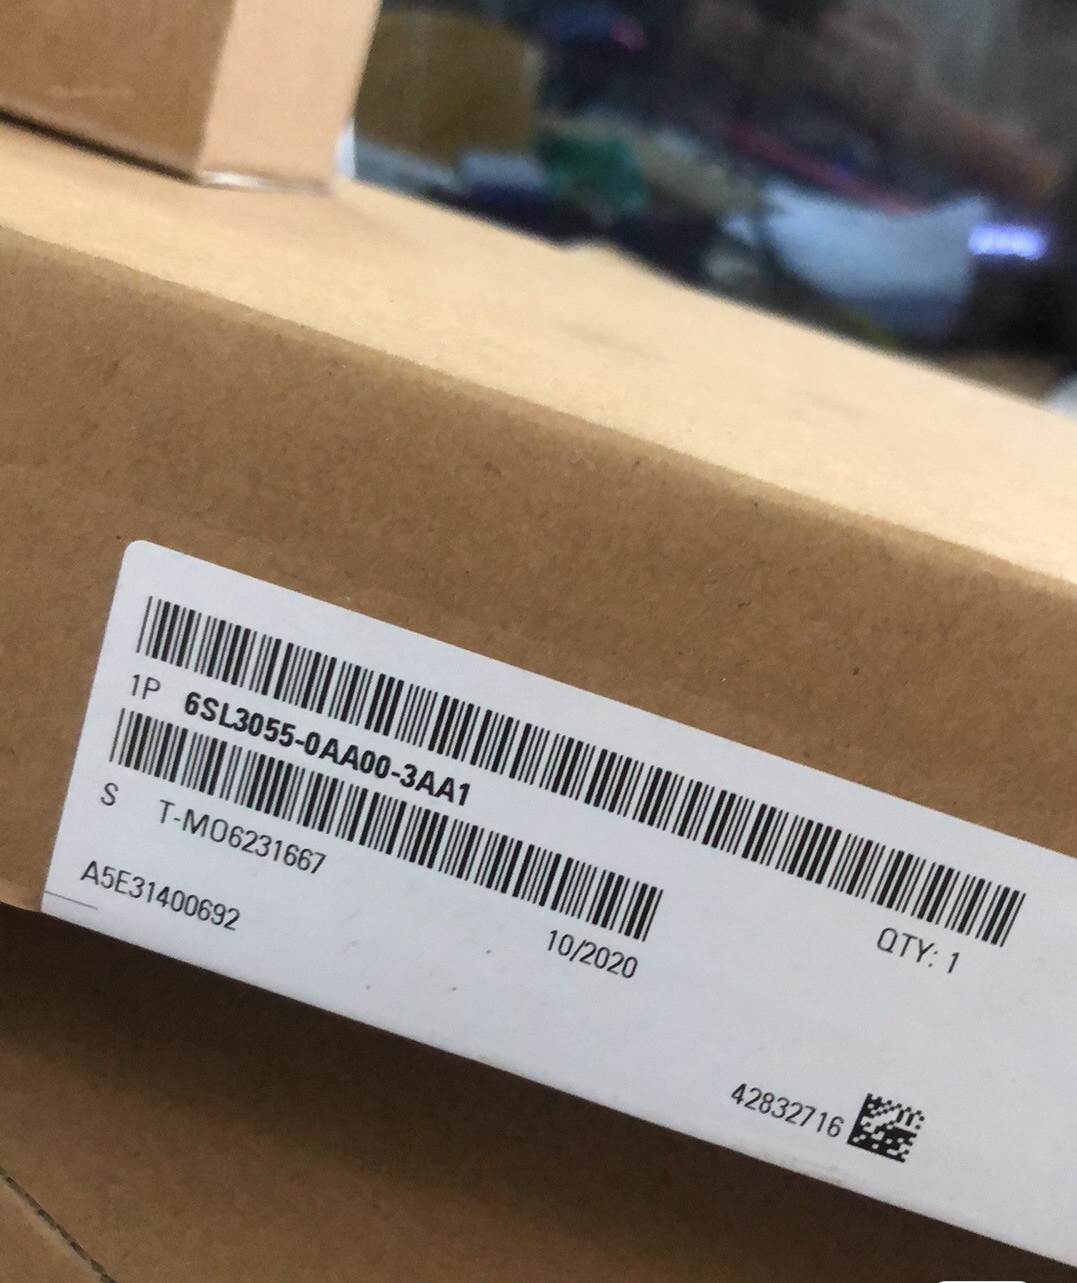 1P 6SL3055-0AA00-3AA1
QTY: 1
S T-MO6231667
10/2020
A5E31400692
42832716